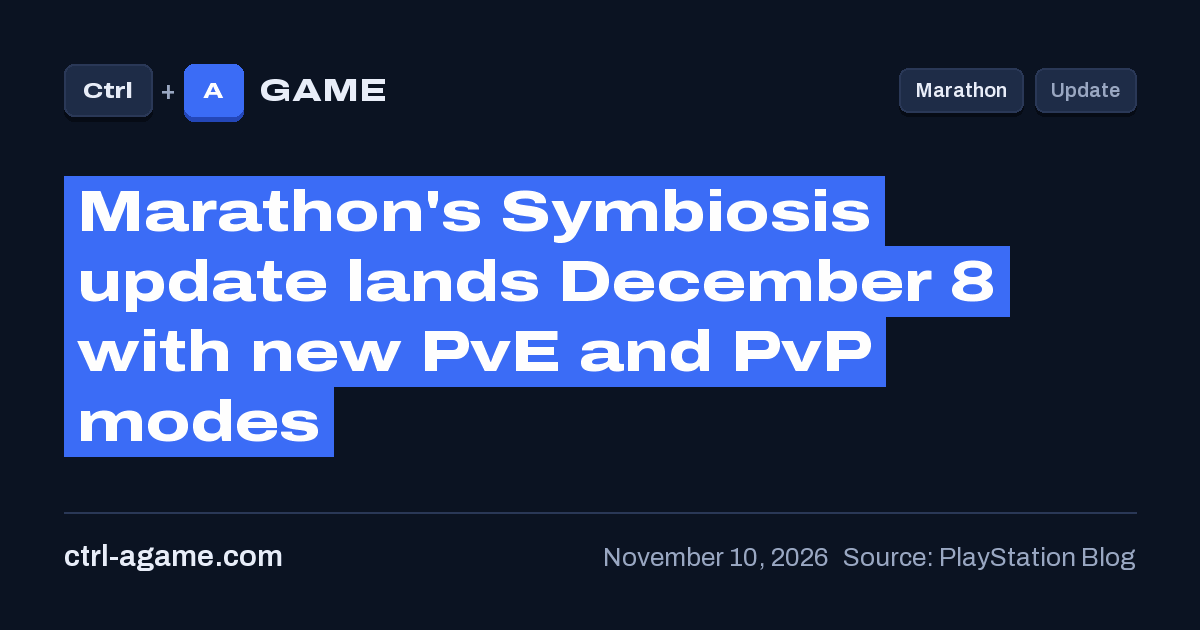 Ctrl + A GAME
Marathon Update
Marathon's Symbiosis
update lands December 8
with new PvE and PvP
modes
ctrl-agame.com
November 10, 2026 Source: PlayStation Blog